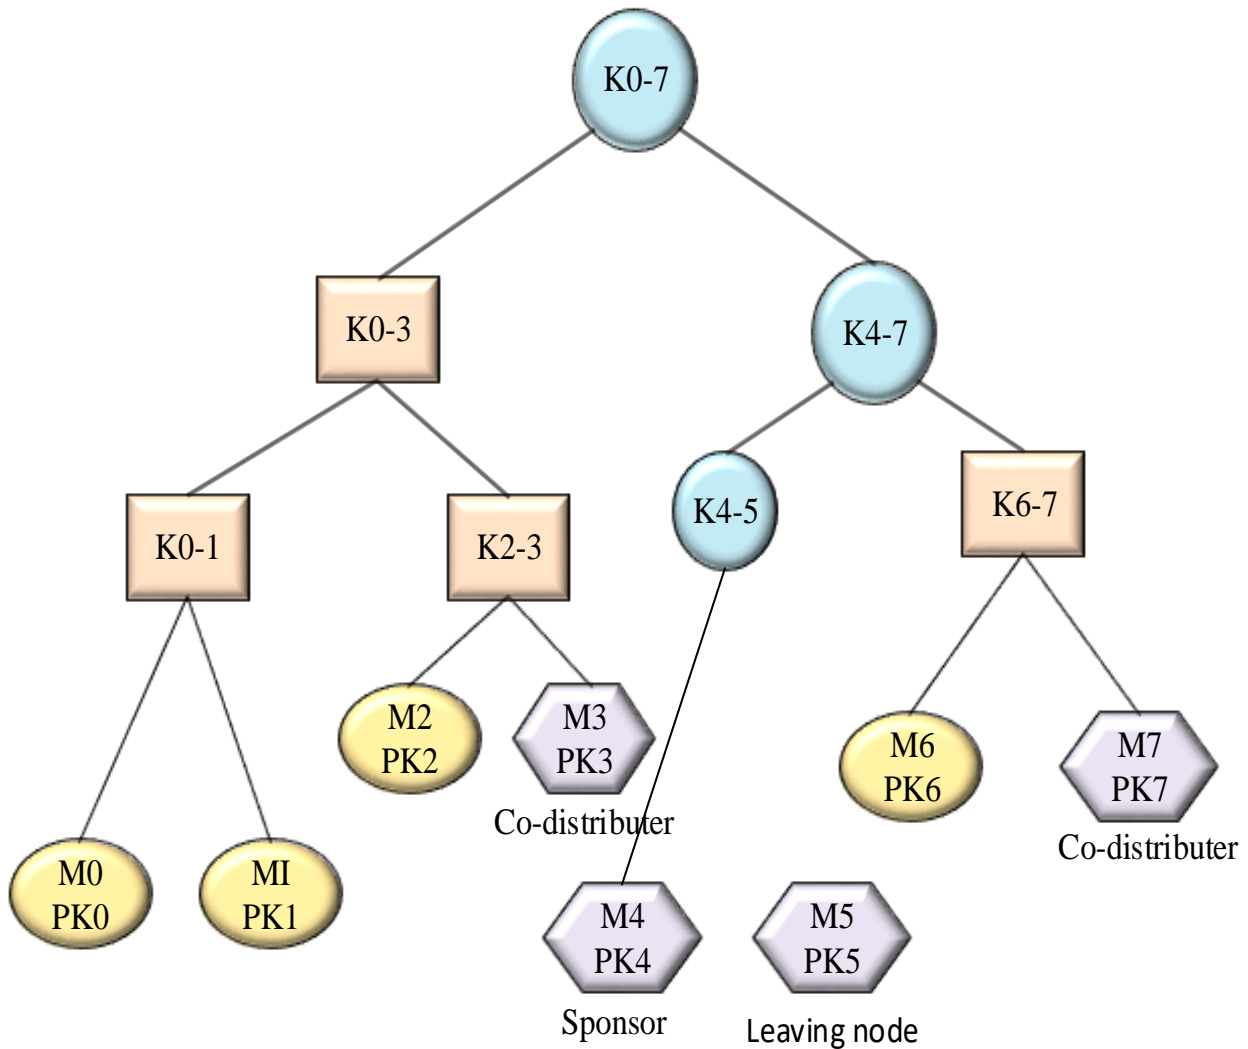 K0-7
K0-3
K4-7
K0-1
K2-3
K4-5
K6-7
M2
PK2
M3
PK3
Co-distributer
M6
PK6
M7
PK7
Co-distributer
M0
PK0
MI
PK1
M4
PK4
Sponsor
M5
PK5
Leaving node